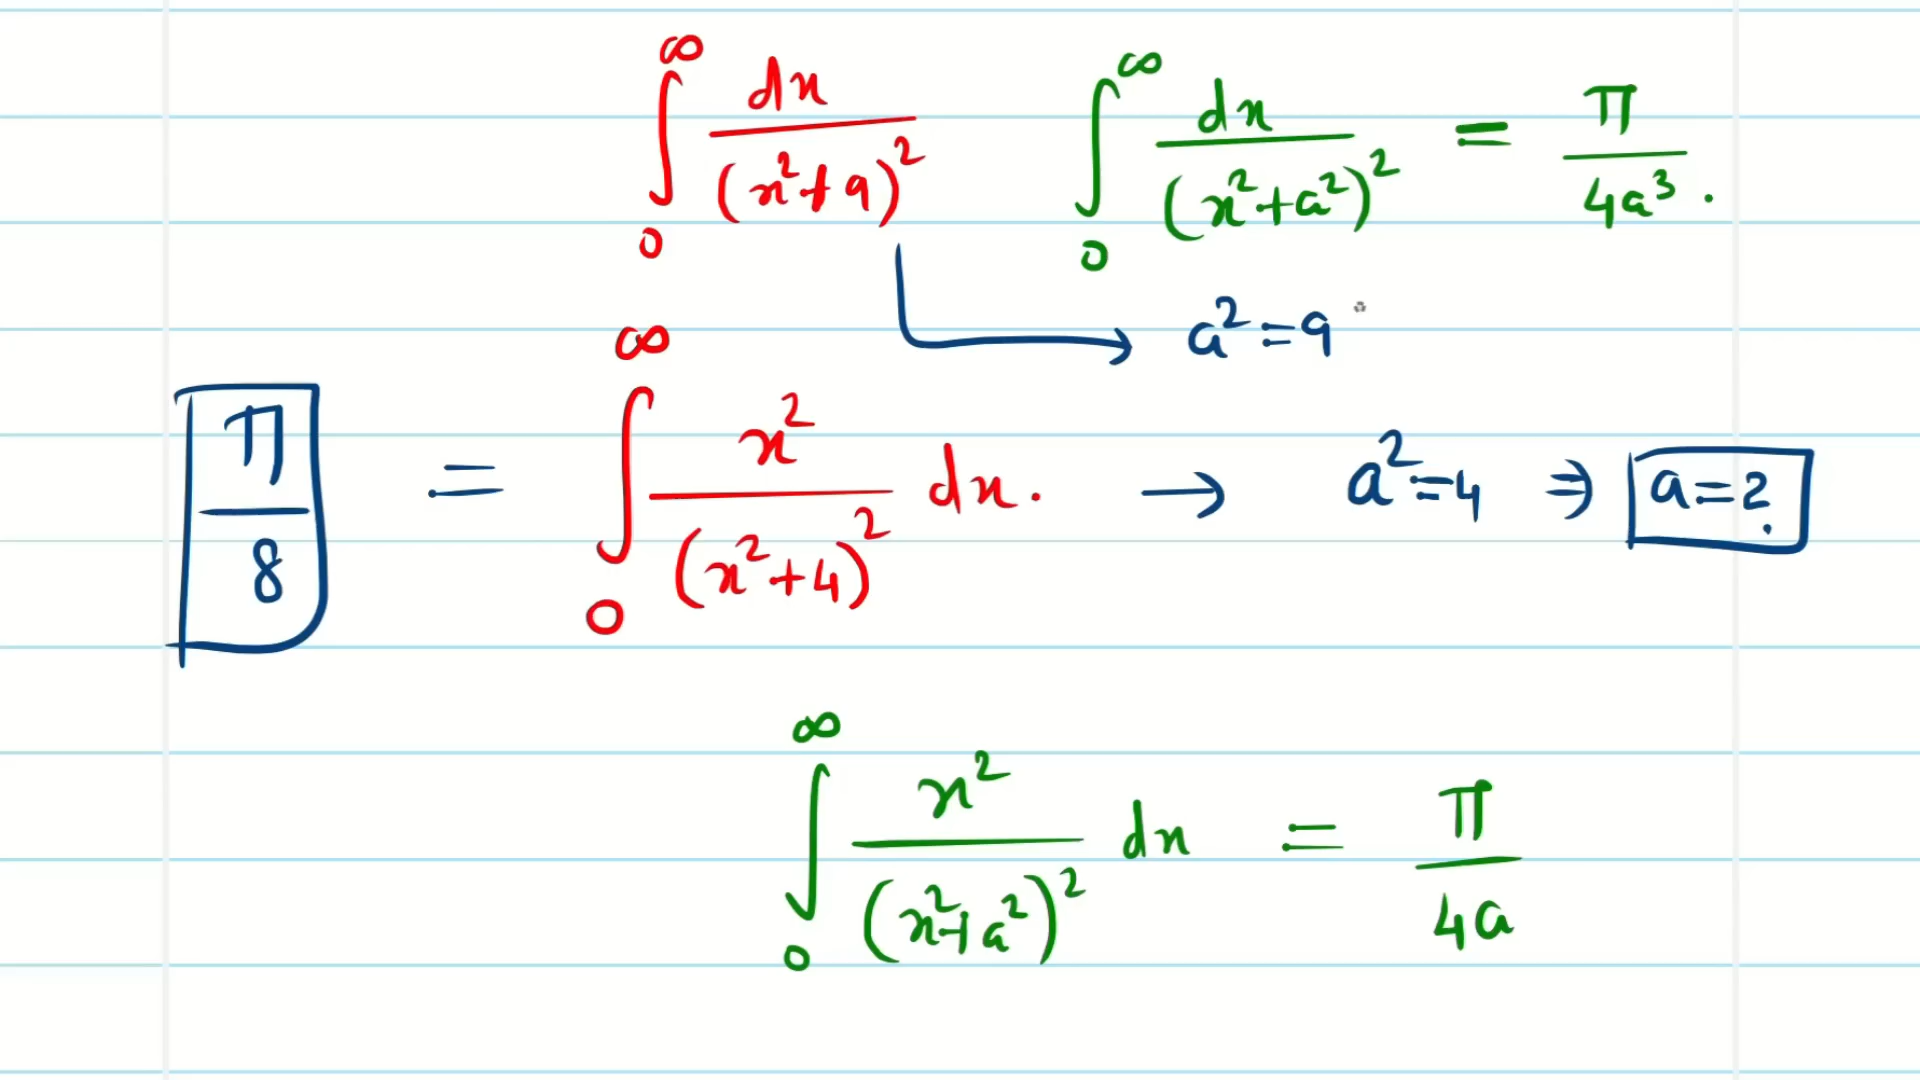 ∫₀^∞ dx/(x²+9)²   ∫₀^∞ dx/(x²+a²)² = π/4a³.
→ a²=9
π/8 = ∫₀^∞ x²/(x²+4)² dx. → a²=4 ⇒ a=2.
∫₀^∞ x²/(x²+a²)² dx = π/4a